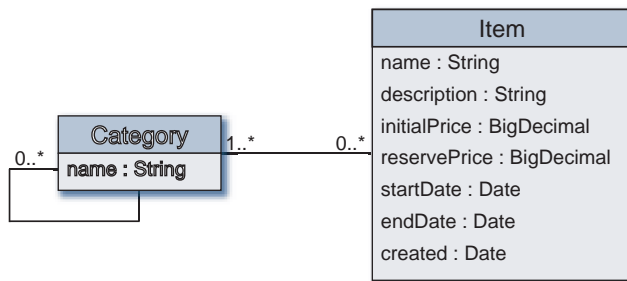 Item
name : String
description : String
initialPrice : BigDecimal
reservePrice : BigDecimal
startDate : Date
endDate : Date
created : Date
Category
name : String
0..*
1..*
0..*